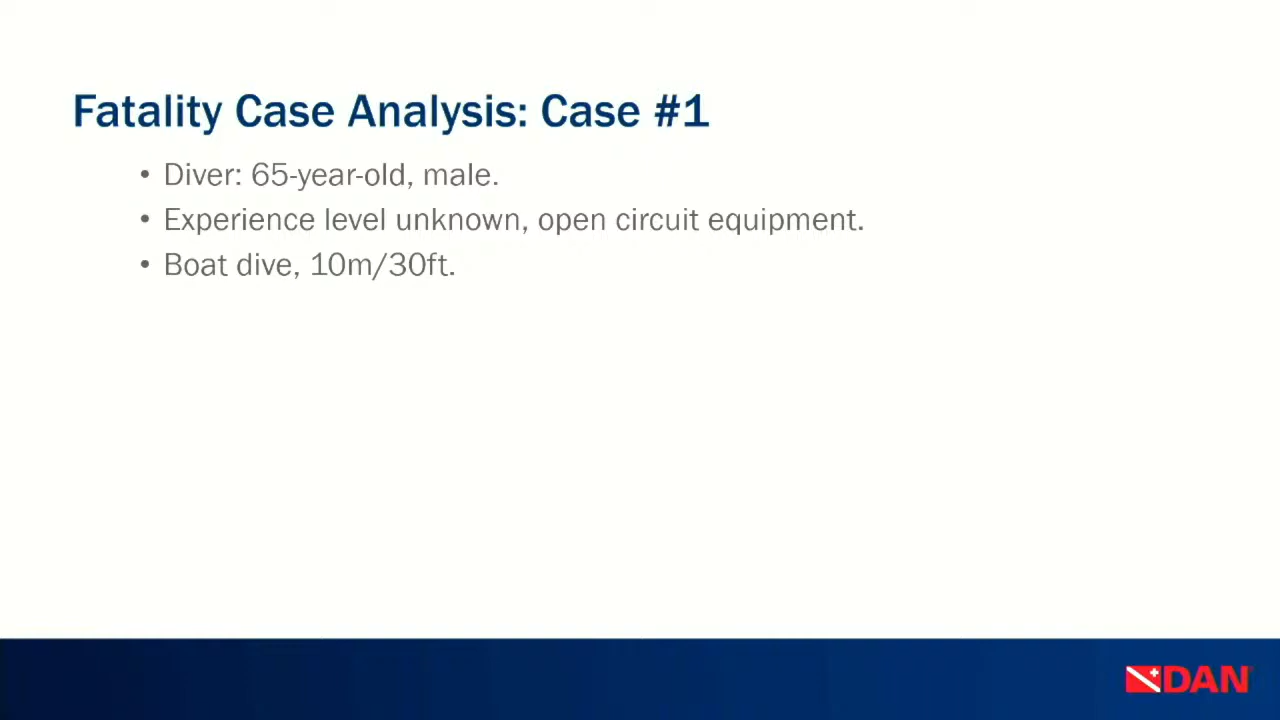 Fatality Case Analysis: Case #1
• Diver: 65-year-old, male.
• Experience level unknown, open circuit equipment.
• Boat dive, 10m/30ft.
DAN